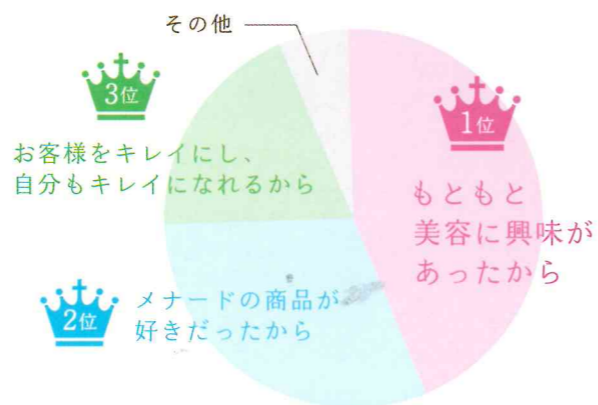 その他
1位
もともと
美容に興味が
あったから
2位
メナードの商品が
好きだったから
3位
お客様をキレイにし、
自分もキレイになれるから